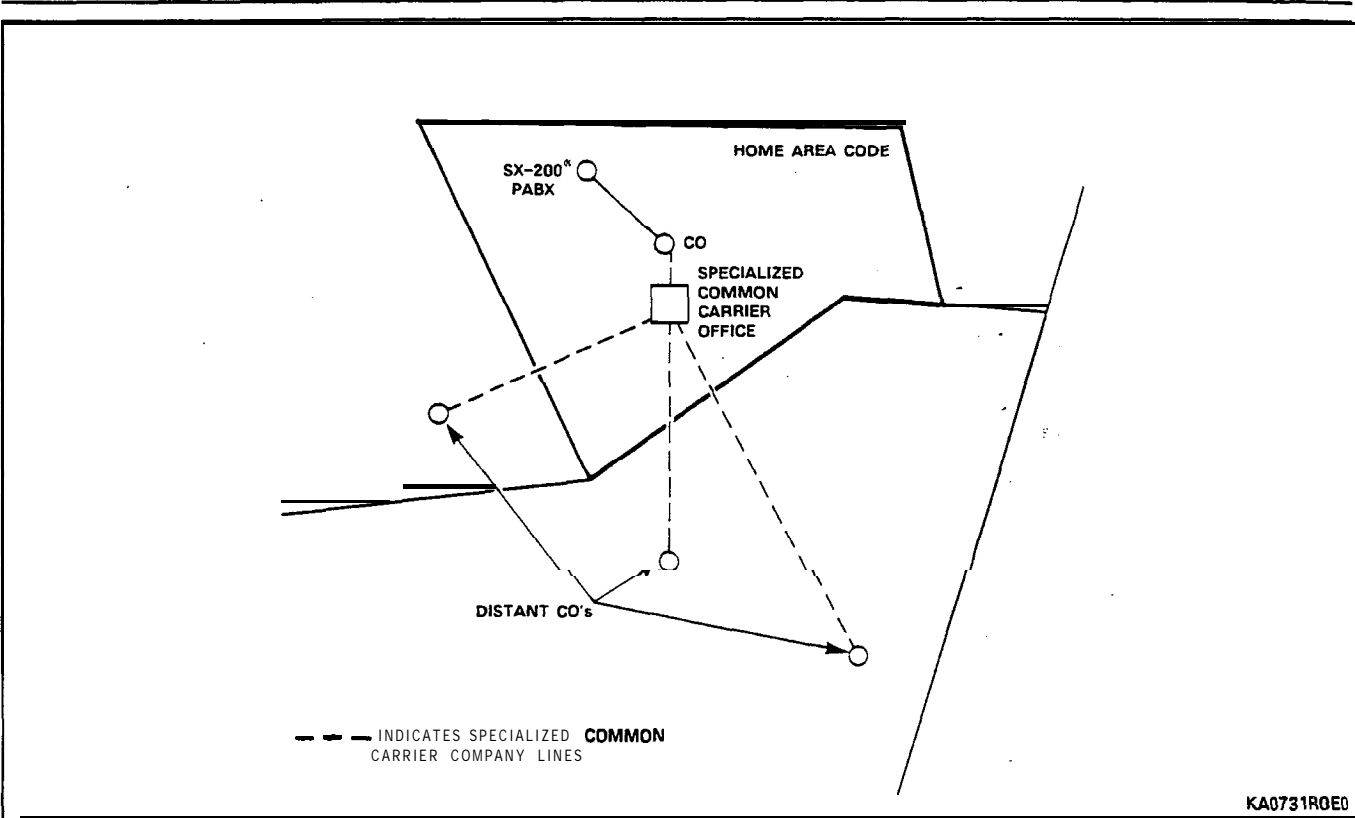 HOME AREA CODE
SX-200®
PABX
CO
SPECIALIZED
COMMON
CARRIER
OFFICE
DISTANT CO's
INDICATES SPECIALIZED COMMON
CARRIER COMPANY LINES
KA0731R0E0